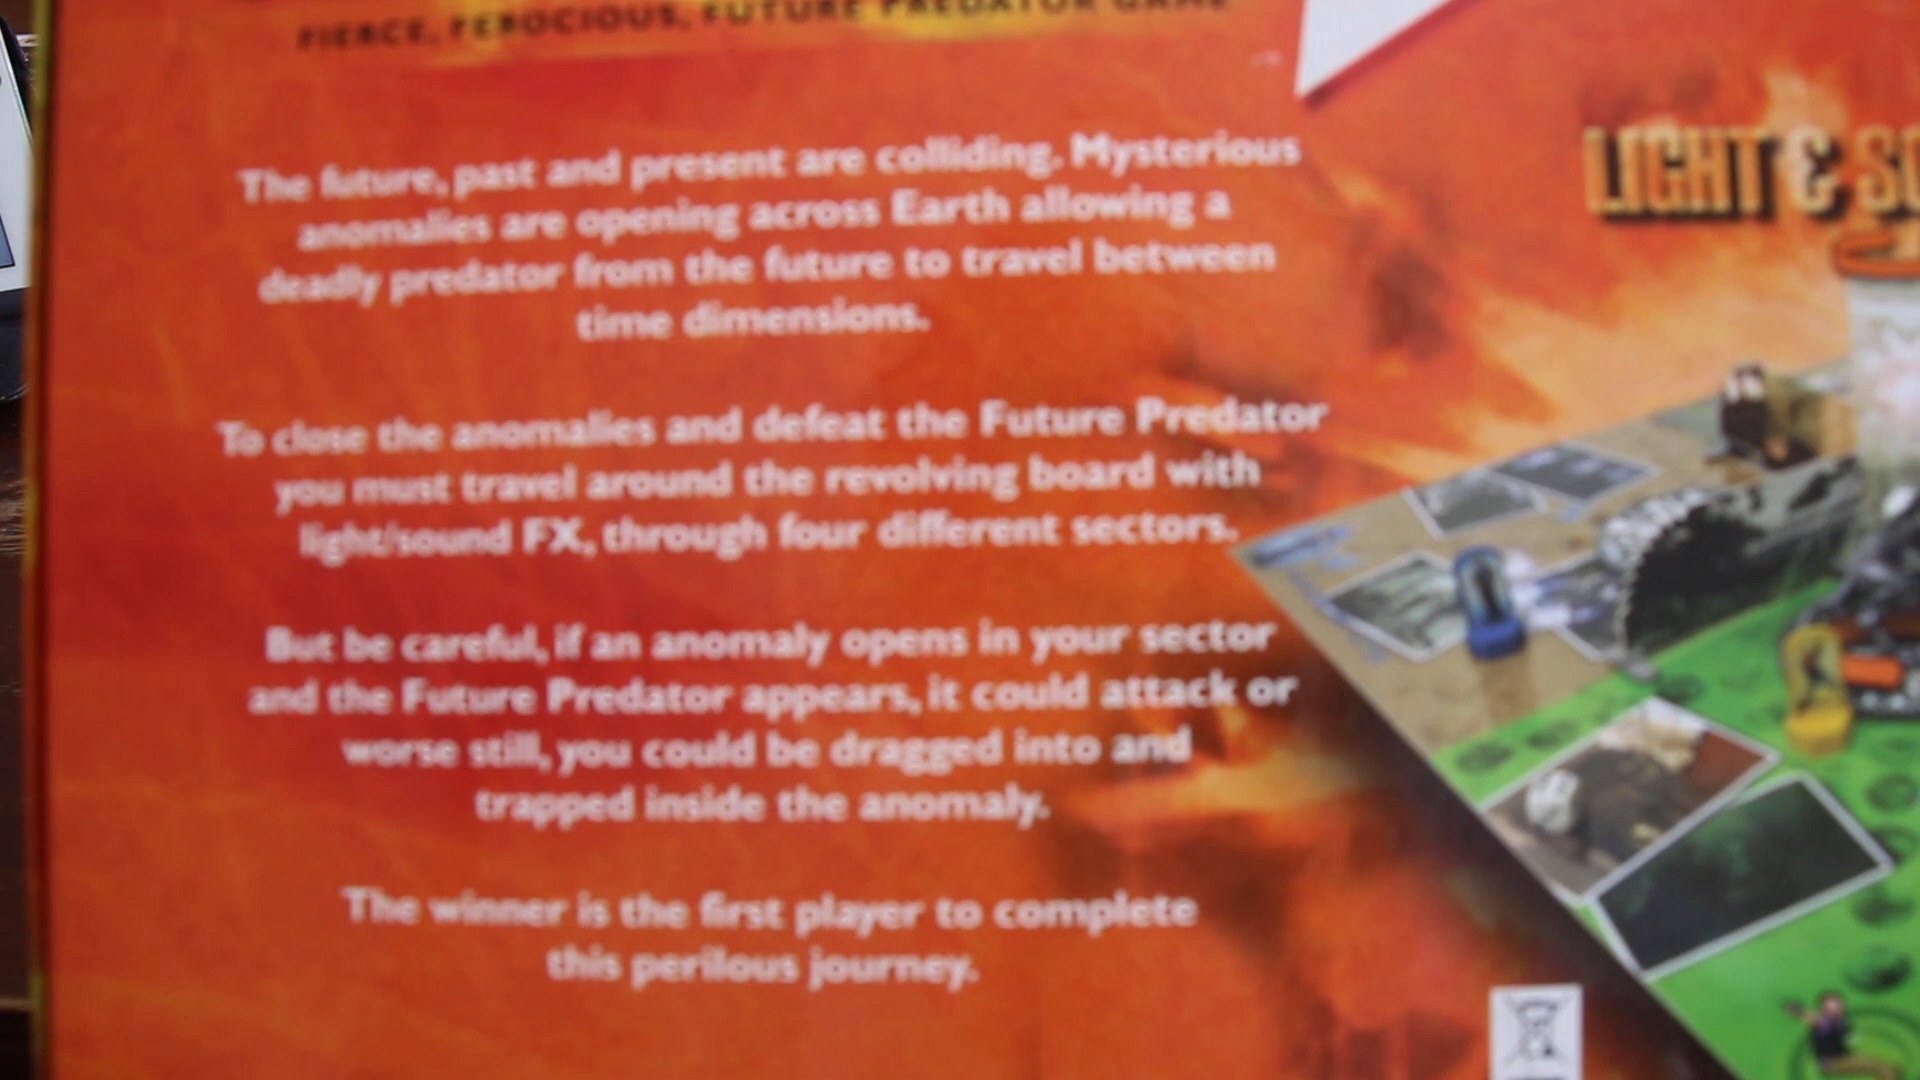 FIERCE, FEROCIOUS, FUTURE PREDATOR GAME
The future, past and present are colliding. Mysterious
anomalies are opening across Earth allowing a
deadly predator from the future to travel between
time dimensions.
To close the anomalies and defeat the Future Predator
you must travel around the revolving board with
light/sound FX, through four different sectors.
But be careful, if an anomaly opens in your sector
and the Future Predator appears, it could attack or
worse still, you could be dragged into and
trapped inside the anomaly.
The winner is the first player to complete
this perilous journey.
LIGHT &